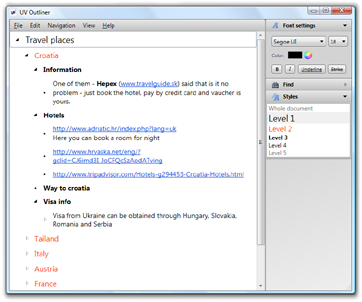 UV Outliner
File Edit Navigation View Help
Travel places
Croatia
Information
One of them - Hepex (www.travelguide.sk) said that is it no
problem - just book the hotel, pay by credit card and vaucher is
yours.
Hotels
http://www.adriatic.hr/index.php?lang=uk
Here you can book a room for night
http://www.hrvaska.net/eng/?
http://www.tripadvisor.com/Hotels-g294453-Croatia-Hotels.html
Way to croatia
Visa info
Visa from Ukraine can be obtained through Hungary, Slovakia,
Romania and Serbia
Tailand
Italy
Austria
France
Font settings
Segoe UI
Color:
B I Underline Strike
Find
Styles
Whole document
Level 1
Level 2
Level 3
Level 4
Level 5